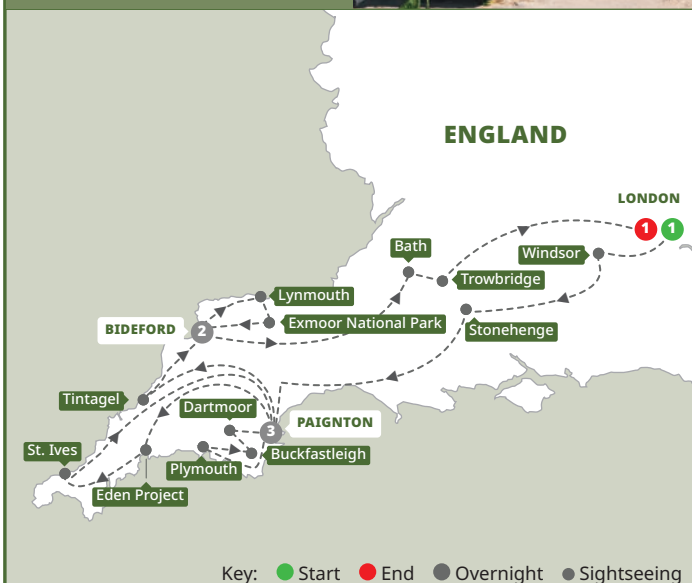 ENGLAND
LONDON
1 1
Bath
Windsor
Trowbridge
Lynmouth
Exmoor National Park
BIDEFORD 2
Stonehenge
Tintagel
Dartmoor
3 PAIGNTON
St. Ives
Buckfastleigh
Plymouth
Eden Project
Key: Start End Overnight Sightseeing